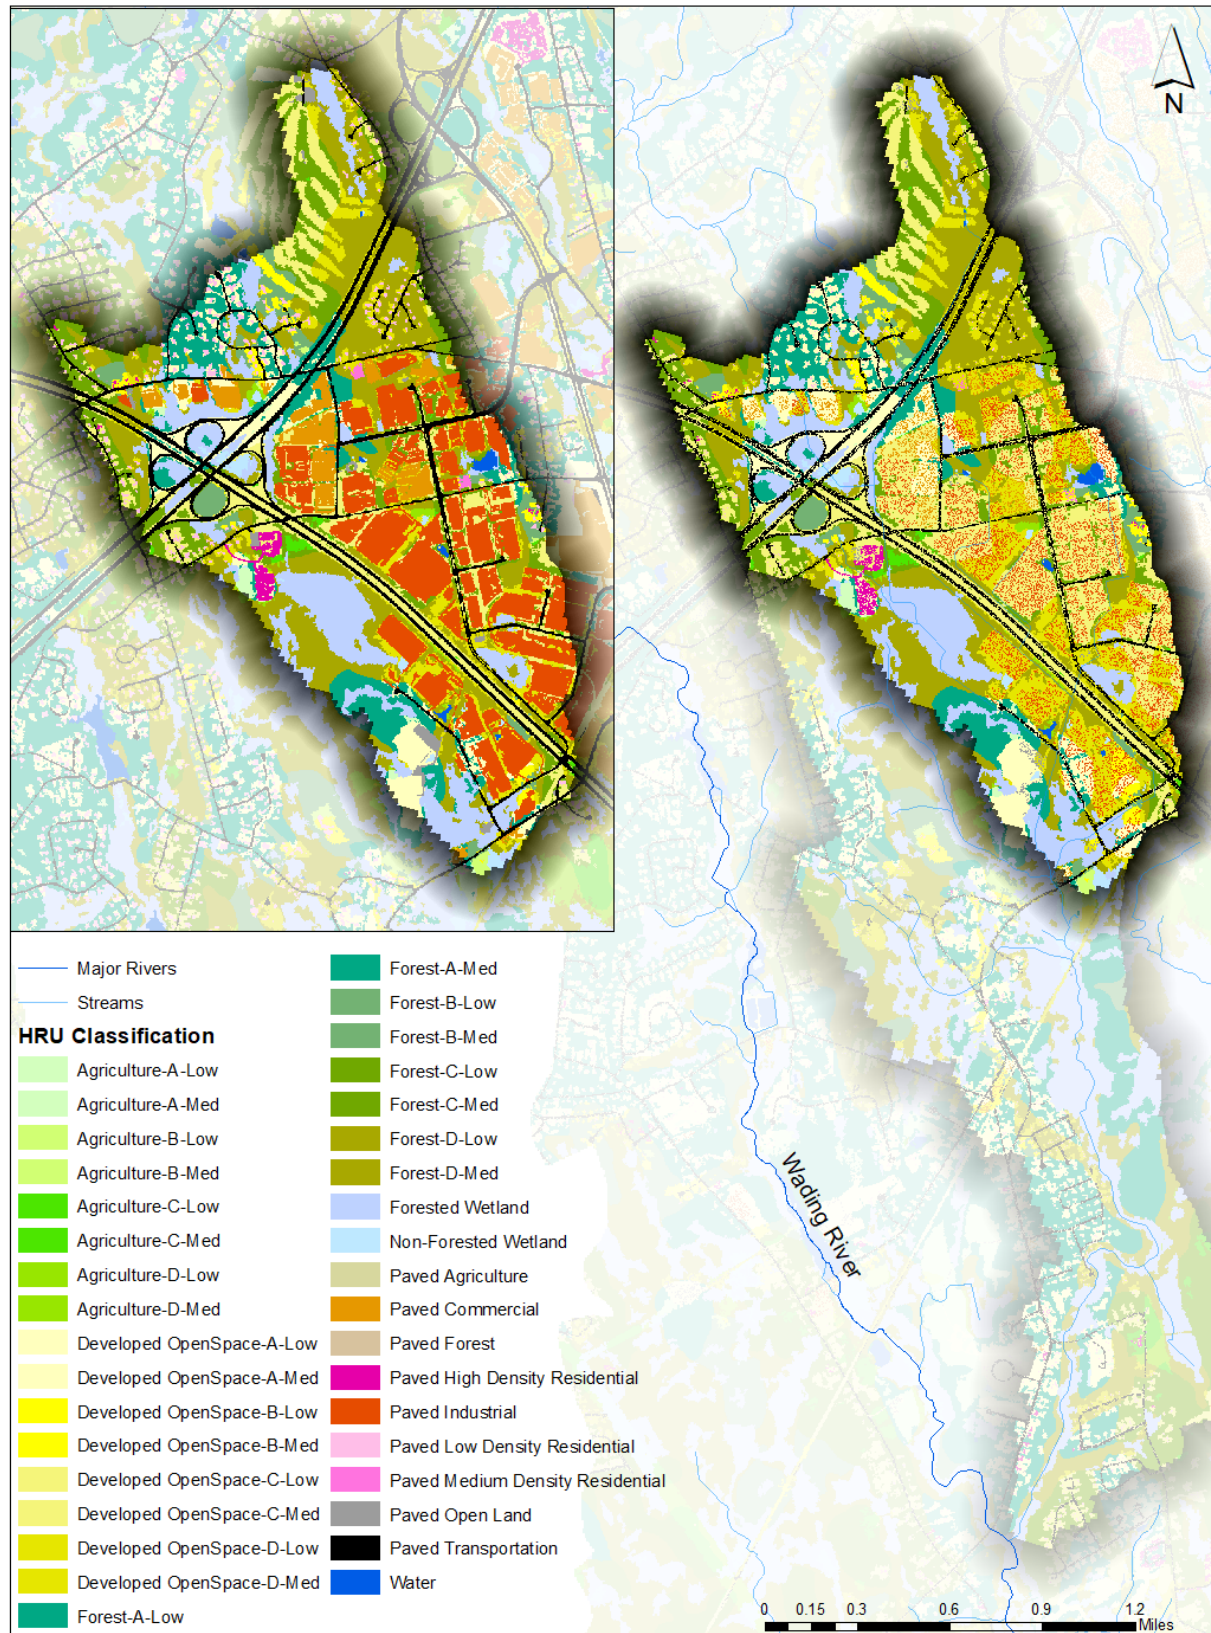 N
Major Rivers
Streams
HRU Classification
Agriculture-A-Low
Agriculture-A-Med
Agriculture-B-Low
Agriculture-B-Med
Agriculture-C-Low
Agriculture-C-Med
Agriculture-D-Low
Agriculture-D-Med
Developed OpenSpace-A-Low
Developed OpenSpace-A-Med
Developed OpenSpace-B-Low
Developed OpenSpace-B-Med
Developed OpenSpace-C-Low
Developed OpenSpace-C-Med
Developed OpenSpace-D-Low
Developed OpenSpace-D-Med
Forest-A-Low
Forest-A-Med
Forest-B-Low
Forest-B-Med
Forest-C-Low
Forest-C-Med
Forest-D-Low
Forest-D-Med
Forested Wetland
Non-Forested Wetland
Paved Agriculture
Paved Commercial
Paved Forest
Paved High Density Residential
Paved Industrial
Paved Low Density Residential
Paved Medium Density Residential
Paved Open Land
Paved Transportation
Water
Wading River
0 0.15 0.3 0.6 0.9 1.2
Miles